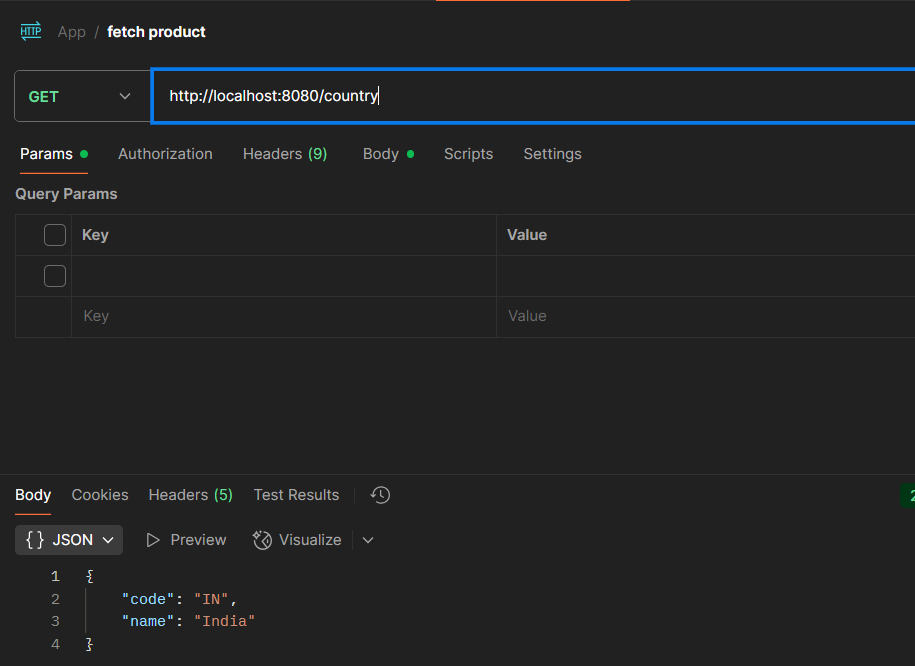 HTTP App / fetch product
GET http://localhost:8080/country
Params Authorization Headers (9) Body Scripts Settings
Query Params
Key Value
Key Value
Body Cookies Headers (5) Test Results
{ } JSON Preview Visualize
1 {
2 "code": "IN",
3 "name": "India"
4 }